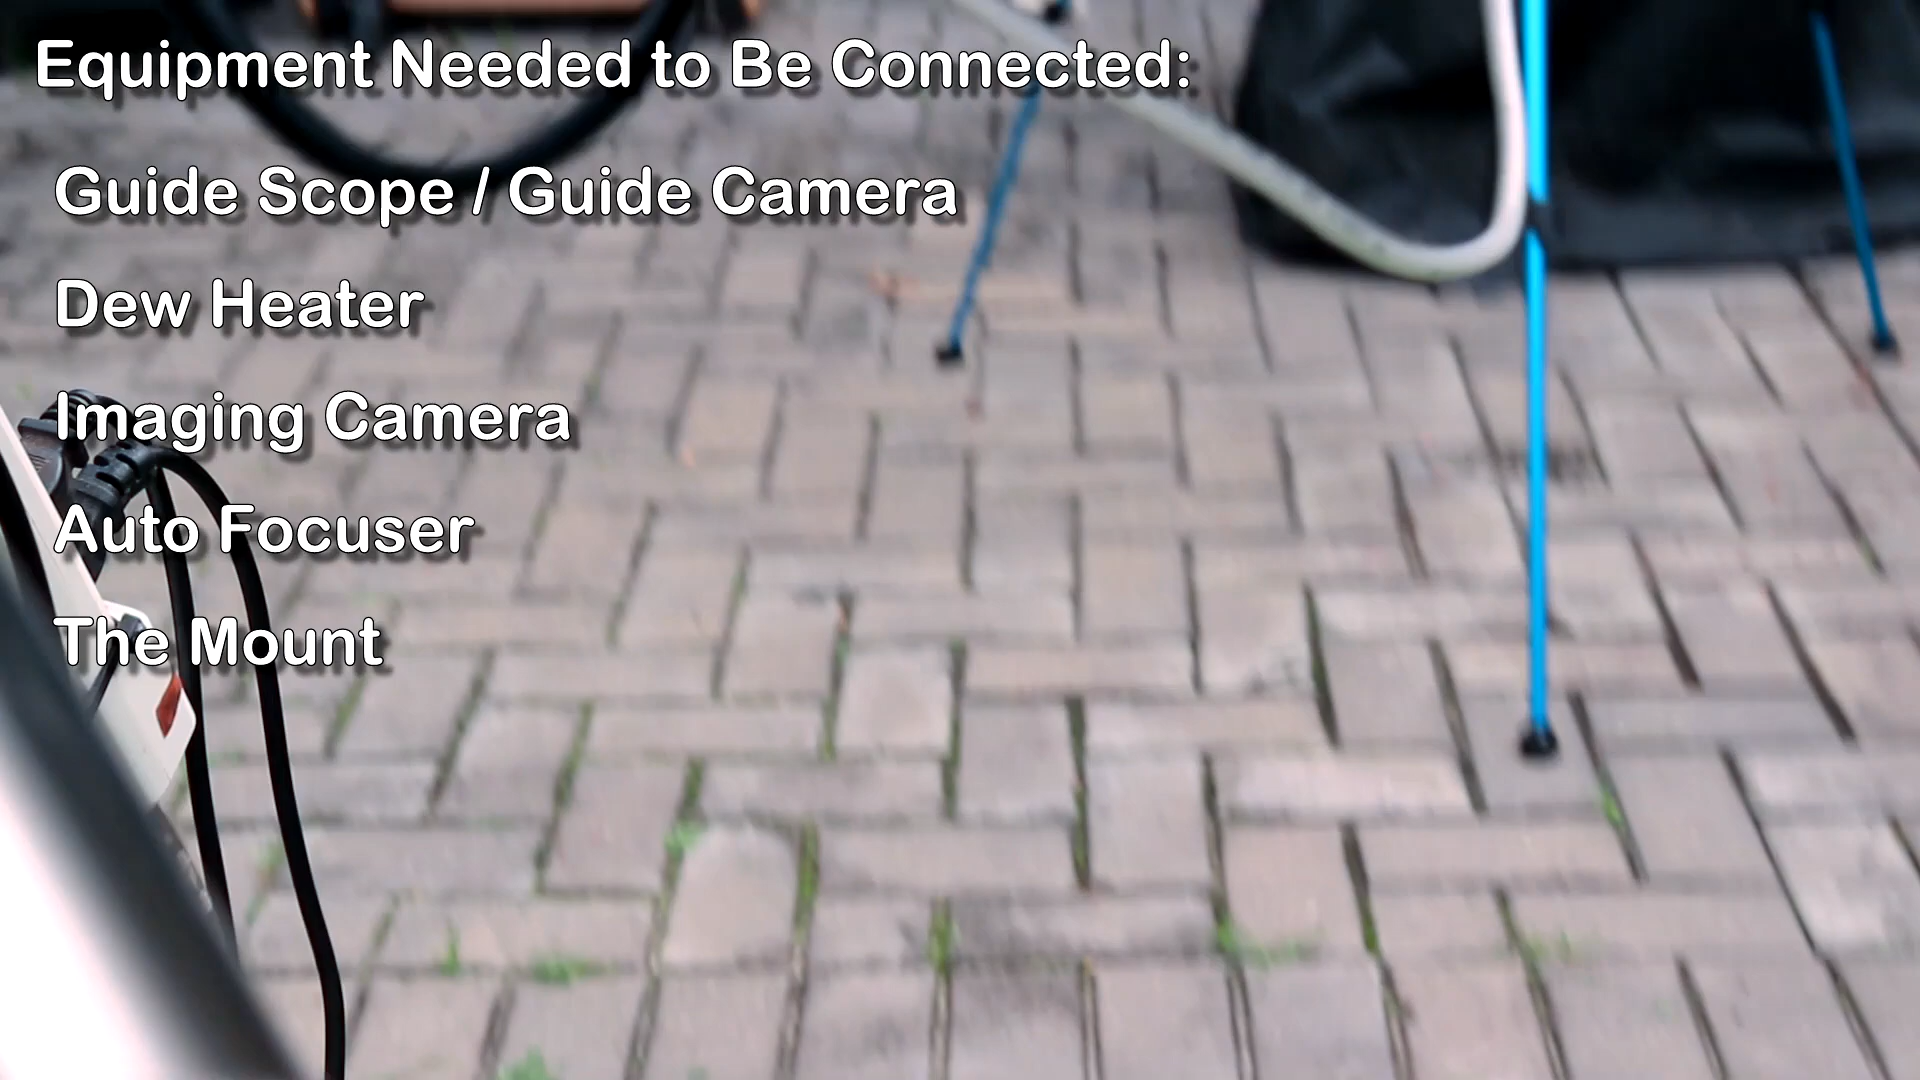 Equipment Needed to Be Connected:
Guide Scope / Guide Camera
Dew Heater
Imaging Camera
Auto Focuser
The Mount